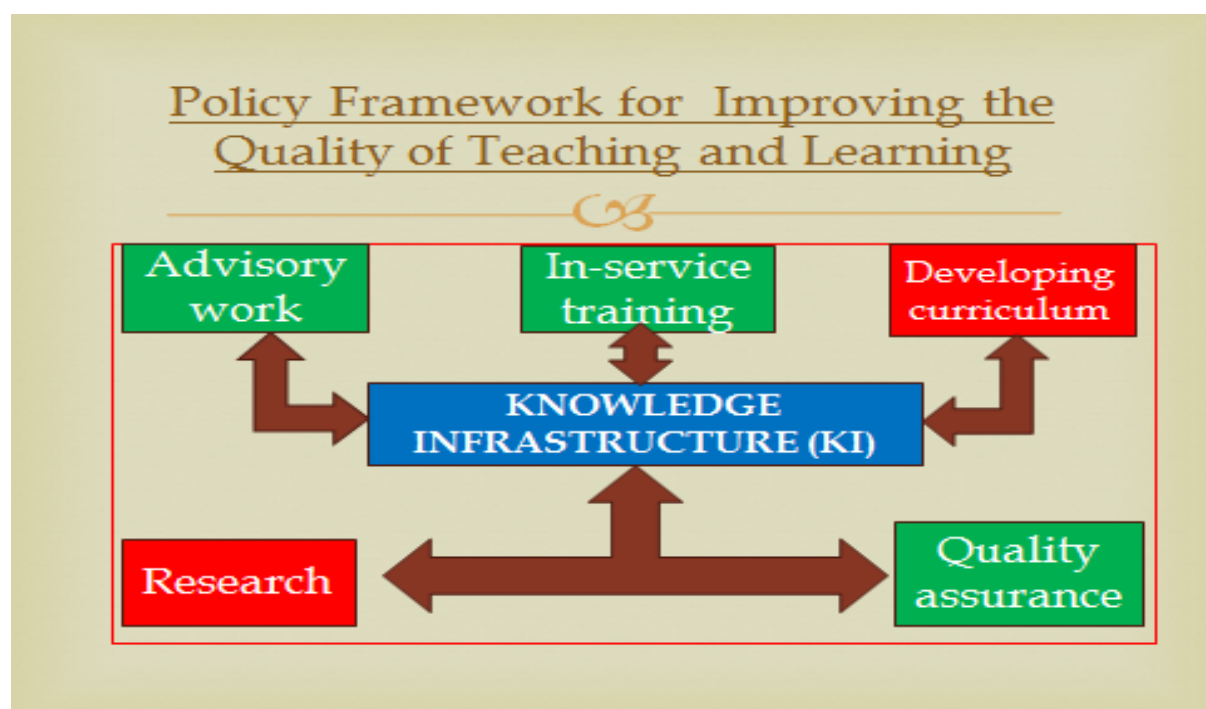 Policy Framework for Improving the
Quality of Teaching and Learning
Advisory
work
In-service
training
Developing
curriculum
KNOWLEDGE
INFRASTRUCTURE (KI)
Research
Quality
assurance